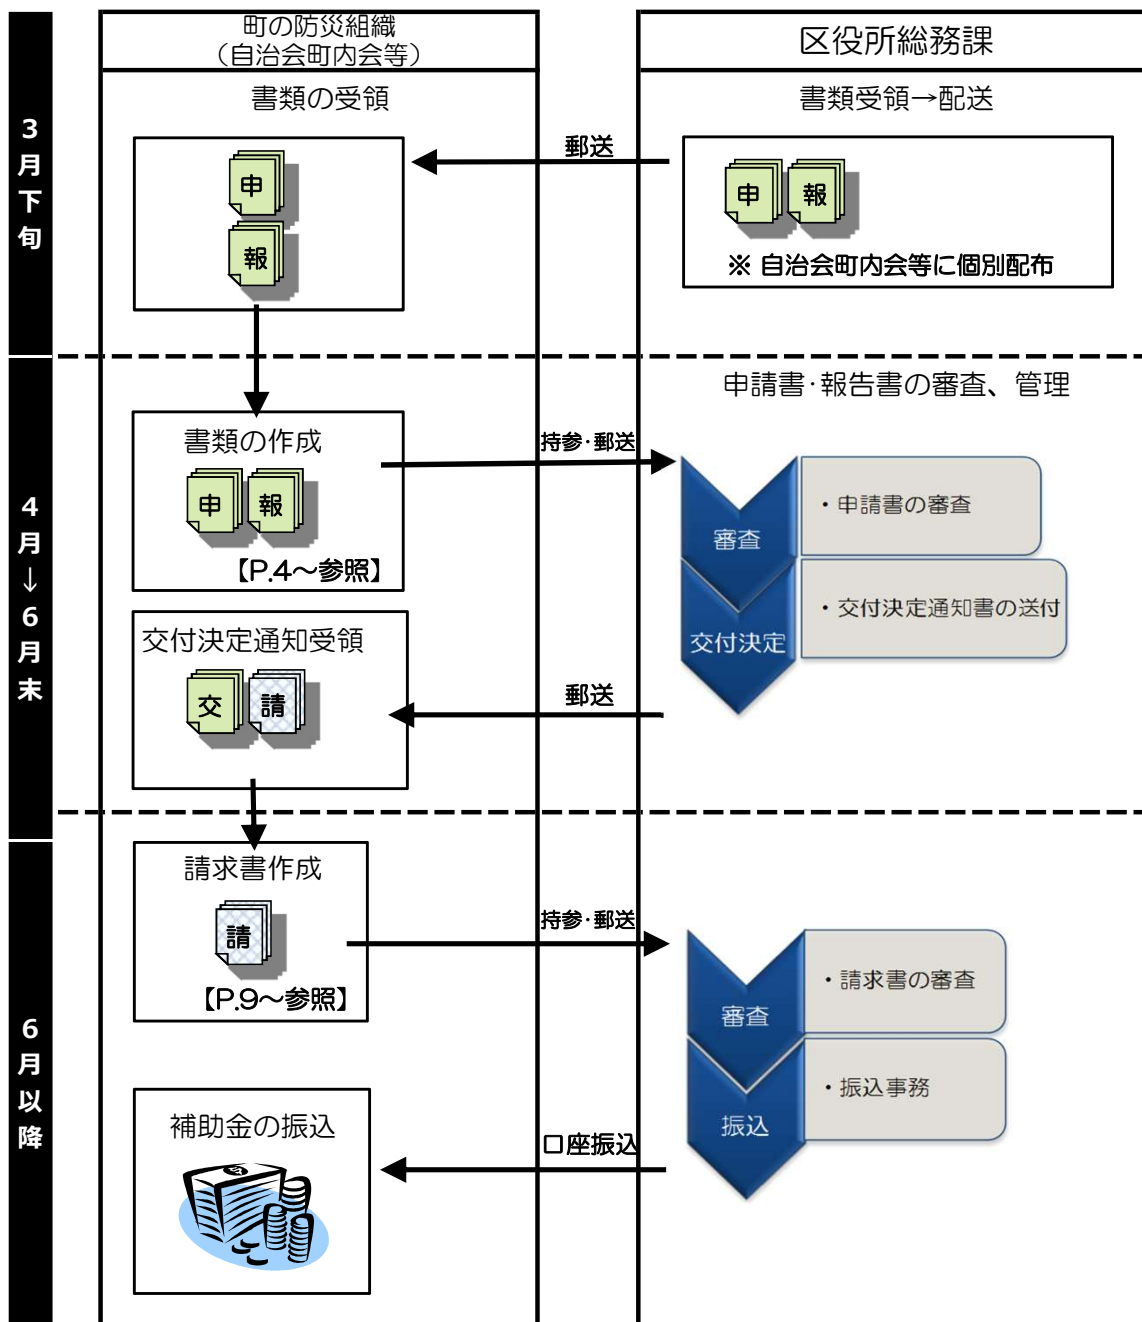 町の防災組織
（自治会町内会等）
区役所総務課
3月下旬
書類の受領
書類受領→配送
郵送
申
報
申
報
※ 自治会町内会等に個別配布
4月→6月末
申請書・報告書の審査、管理
書類の作成
申
報
【P.4～参照】
持参・郵送
審査
・申請書の審査
交付決定
・交付決定通知書の送付
交付決定通知受領
交
請
郵送
6月以降
請求書作成
請
【P.9～参照】
持参・郵送
審査
・請求書の審査
振込
・振込事務
補助金の振込
口座振込